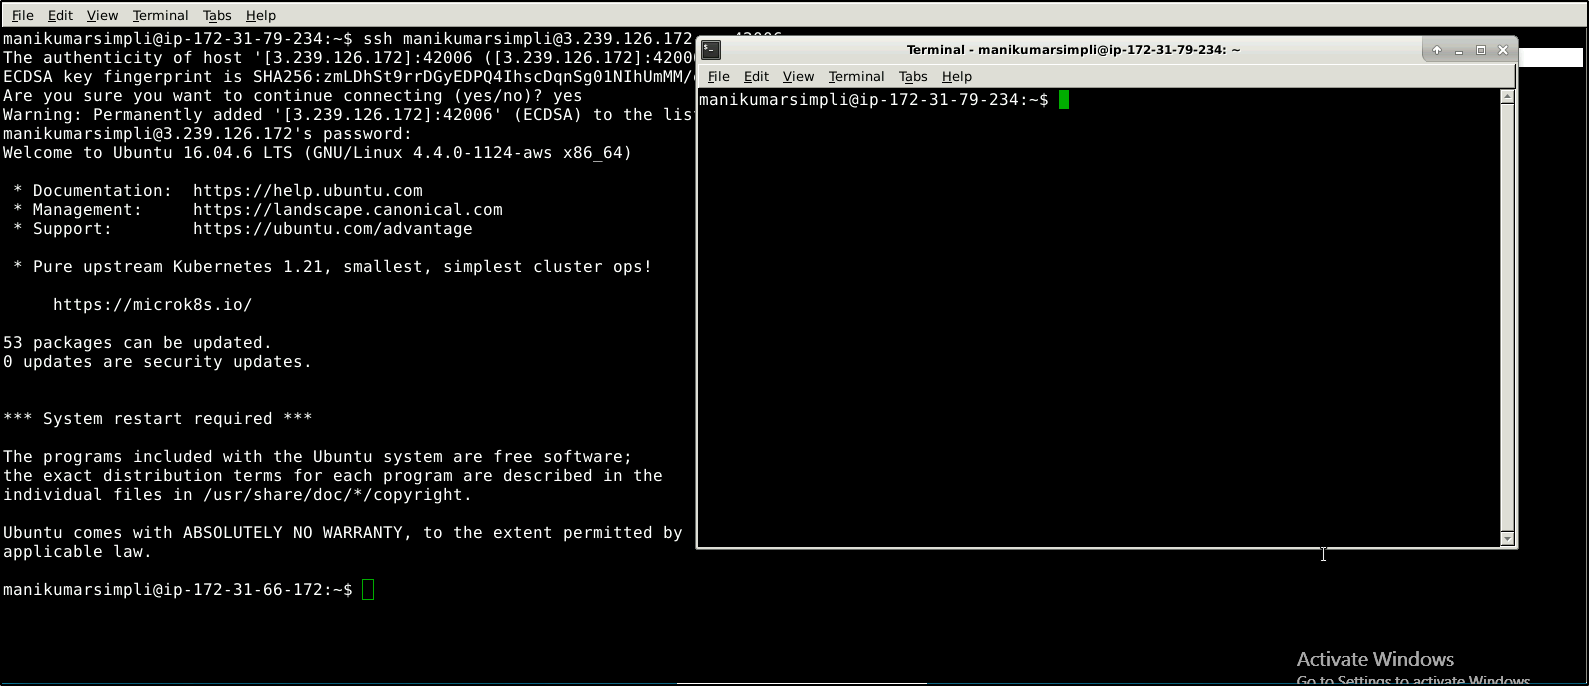 File Edit View Terminal Tabs Help
manikumarsimpli@ip-172-31-79-234:~$ ssh manikumarsimpli@3.239.126.172
The authenticity of host '[3.239.126.172]:42006 ([3.239.126.172]:4200
ECDSA key fingerprint is SHA256:zmLDhSt9rrDGyEDPQ4IhscDqnSg01NIhUmMM/
Are you sure you want to continue connecting (yes/no)? yes
Warning: Permanently added '[3.239.126.172]:42006' (ECDSA) to the lis
manikumarsimpli@3.239.126.172's password:
Welcome to Ubuntu 16.04.6 LTS (GNU/Linux 4.4.0-1124-aws x86_64)
* Documentation: https://help.ubuntu.com
* Management: https://landscape.canonical.com
* Support: https://ubuntu.com/advantage
* Pure upstream Kubernetes 1.21, smallest, simplest cluster ops!
https://microk8s.io/
53 packages can be updated.
0 updates are security updates.
*** System restart required ***
The programs included with the Ubuntu system are free software;
the exact distribution terms for each program are described in the
individual files in /usr/share/doc/*/copyright.
Ubuntu comes with ABSOLUTELY NO WARRANTY, to the extent permitted by
applicable law.
manikumarsimpli@ip-172-31-66-172:~$
Terminal - manikumarsimpli@ip-172-31-79-234: ~
File Edit View Terminal Tabs Help
manikumarsimpli@ip-172-31-79-234:~$
Activate Windows
Go to Settings to activate Windows